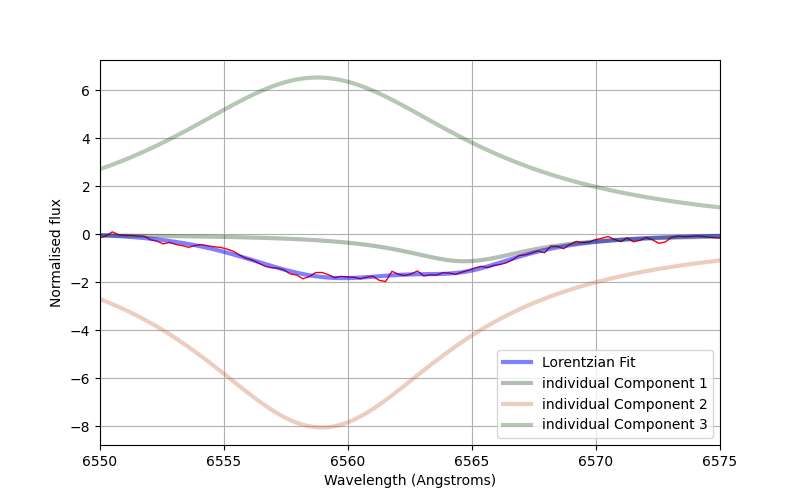 6
4
2
0
−2
−4
−6
−8
Normalised flux
6550
6555
6560
6565
6570
6575
Wavelength (Angstroms)
Lorentzian Fit
individual Component 1
individual Component 2
individual Component 3